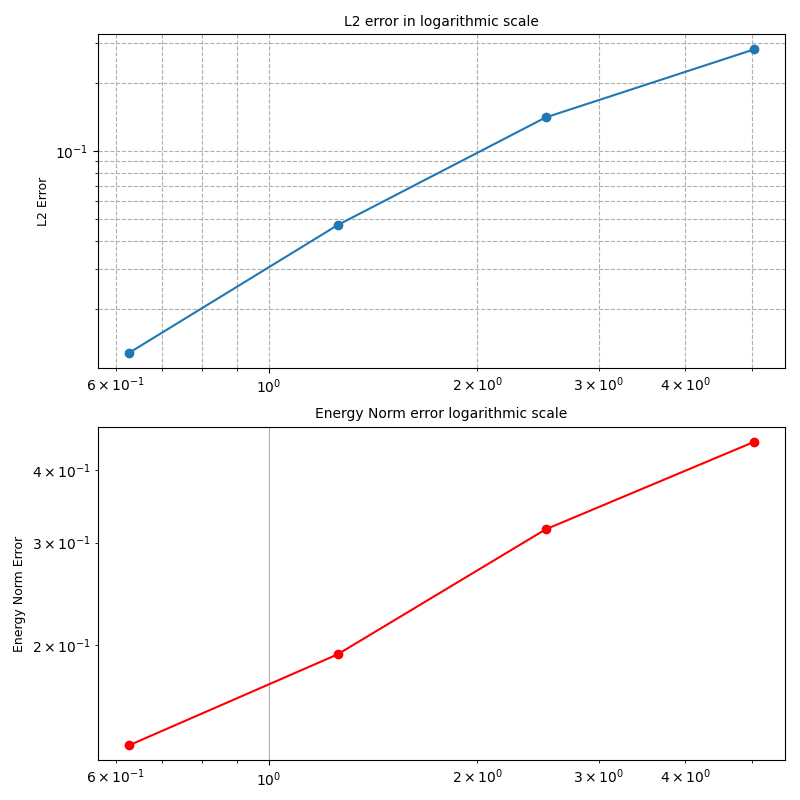 L2 error in logarithmic scale
L2 Error
10⁻¹
6 × 10⁻¹ 10⁰ 2 × 10⁰ 3 × 10⁰ 4 × 10⁰
Energy Norm error logarithmic scale
Energy Norm Error
4 × 10⁻¹
3 × 10⁻¹
2 × 10⁻¹
6 × 10⁻¹ 10⁰ 2 × 10⁰ 3 × 10⁰ 4 × 10⁰